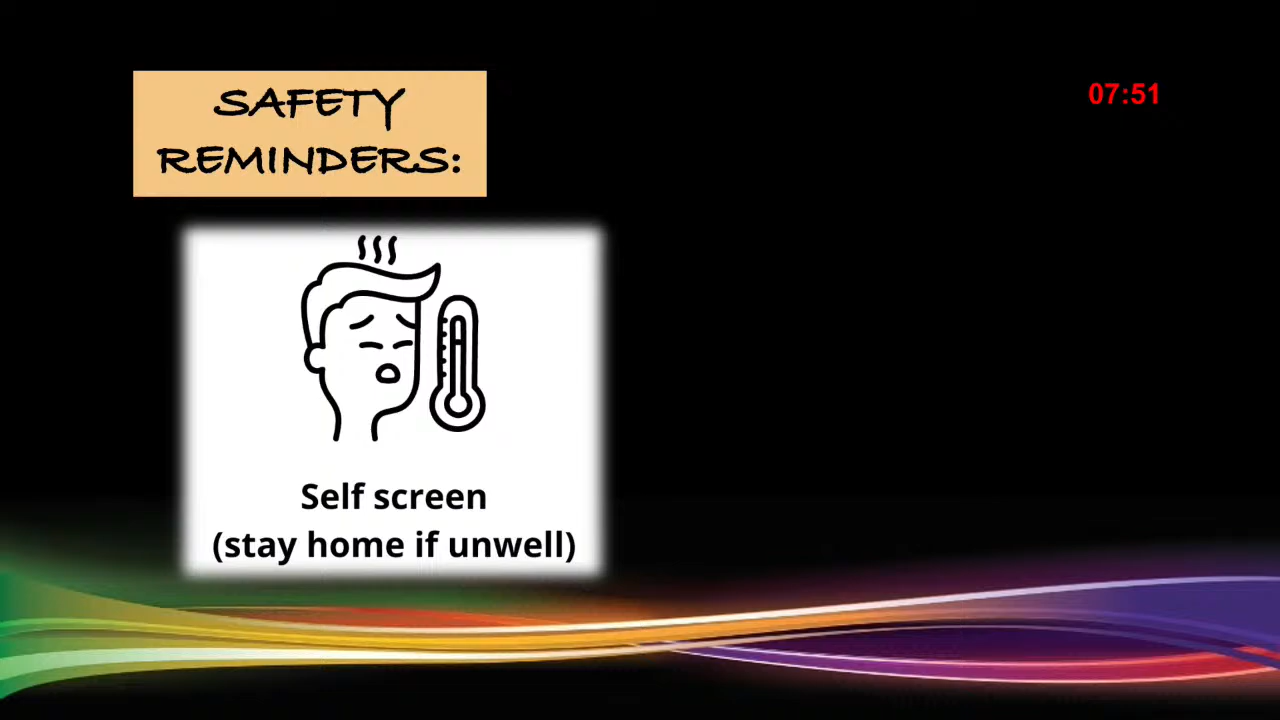 SAFETY
REMINDERS:
07:51
Self screen
(stay home if unwell)